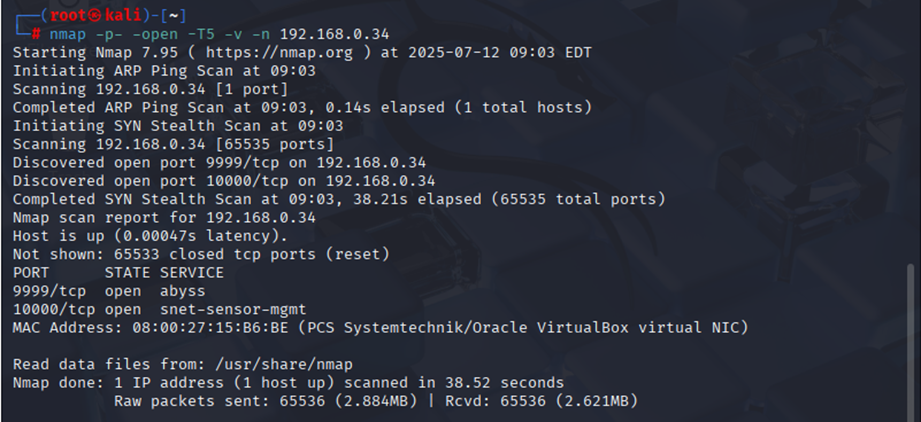 ┌──(root㉿kali)-[~]
└─# nmap -p- -open -T5 -v -n 192.168.0.34
Starting Nmap 7.95 ( https://nmap.org ) at 2025-07-12 09:03 EDT
Initiating ARP Ping Scan at 09:03
Scanning 192.168.0.34 [1 port]
Completed ARP Ping Scan at 09:03, 0.14s elapsed (1 total hosts)
Initiating SYN Stealth Scan at 09:03
Scanning 192.168.0.34 [65535 ports]
Discovered open port 9999/tcp on 192.168.0.34
Discovered open port 10000/tcp on 192.168.0.34
Completed SYN Stealth Scan at 09:03, 38.21s elapsed (65535 total ports)
Nmap scan report for 192.168.0.34
Host is up (0.00047s latency).
Not shown: 65533 closed tcp ports (reset)
PORT      STATE SERVICE
9999/tcp  open  abyss
10000/tcp open  snet-sensor-mgmt
MAC Address: 08:00:27:15:B6:BE (PCS Systemtechnik/Oracle VirtualBox virtual NIC)

Read data files from: /usr/share/nmap
Nmap done: 1 IP address (1 host up) scanned in 38.52 seconds
           Raw packets sent: 65536 (2.884MB) | Rcvd: 65536 (2.621MB)